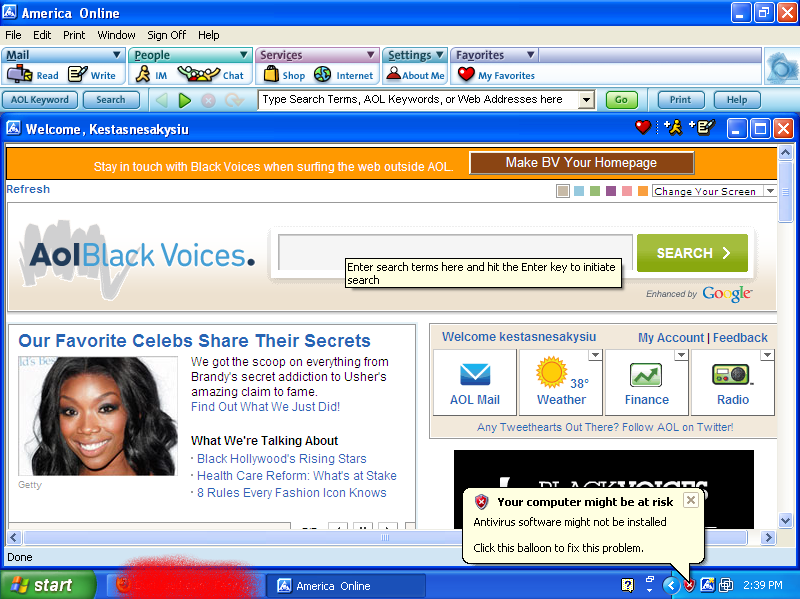 America Online
File Edit Print Window Sign Off Help
Mail People Services Settings Favorites
Read Write IM Chat Shop Internet About Me My Favorites
AOL Keyword Search Type Search Terms, AOL Keywords, or Web Addresses here Go Print Help
Welcome, Kestasnesakysiu
Stay in touch with Black Voices when surfing the web outside AOL. Make BV Your Homepage
Refresh Change Your Screen
Aol Black Voices. SEARCH
Enter search terms here and hit the Enter key to initiate
search
Enhanced by Google
Our Favorite Celebs Share Their Secrets
We got the scoop on everything from
Brandy's secret addiction to Usher's
amazing claim to fame.
Find Out What We Just Did!
What We're Talking About
· Black Hollywood's Rising Stars
· Health Care Reform: What's at Stake
· 8 Rules Every Fashion Icon Knows
Getty
Welcome kestasnesakysiu My Account | Feedback
38°
AOL Mail Weather Finance Radio
Any Tweethearts Out There? Follow AOL on Twitter!
BLACK VOICES
Your computer might be at risk
Antivirus software might not be installed
Click this balloon to fix this problem.
Done
start America Online 2:39 PM